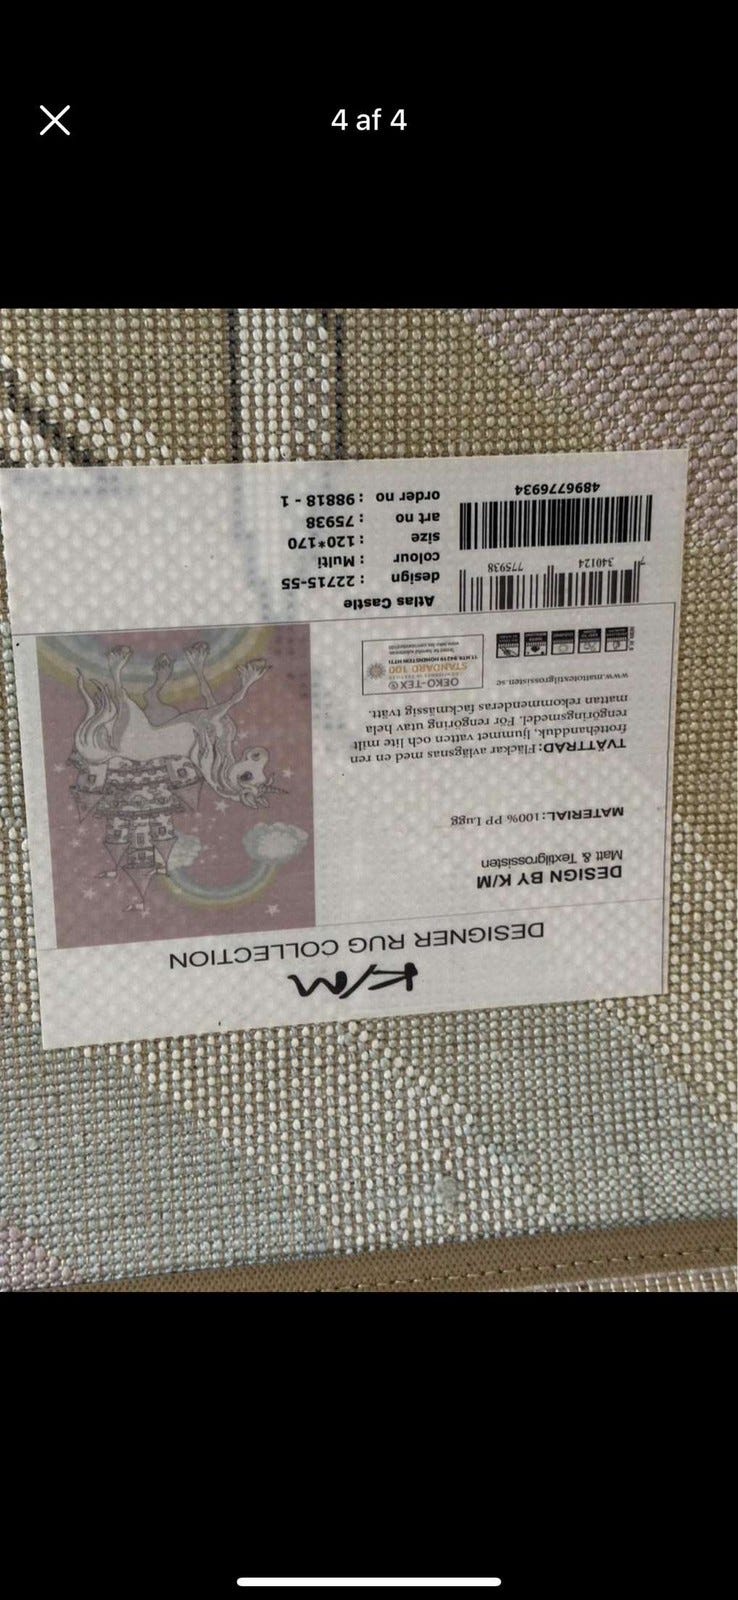 4 af 4
K/M
DESIGNER RUG COLLECTION
DESIGN BY K/M
Matt & Textilgrossisten
MATERIAL: 100% PP Lugg
TVÄTTRÅD: Fläckar avlägsnas med en ren
frottéhandduk, ljummet vatten och lite milt
rengöringsmedel. För rengöring utav hela
mattan rekommenderas fackmässig tvätt.
www.mattotextilgrossisten.se
OEKO-TEX®
STANDARD 100
Atlas Castle
design : 22715-55
colour : Multi
size : 120*170
art no : 75938
order no : 98818 - 1
7 340124 775938
4896776934